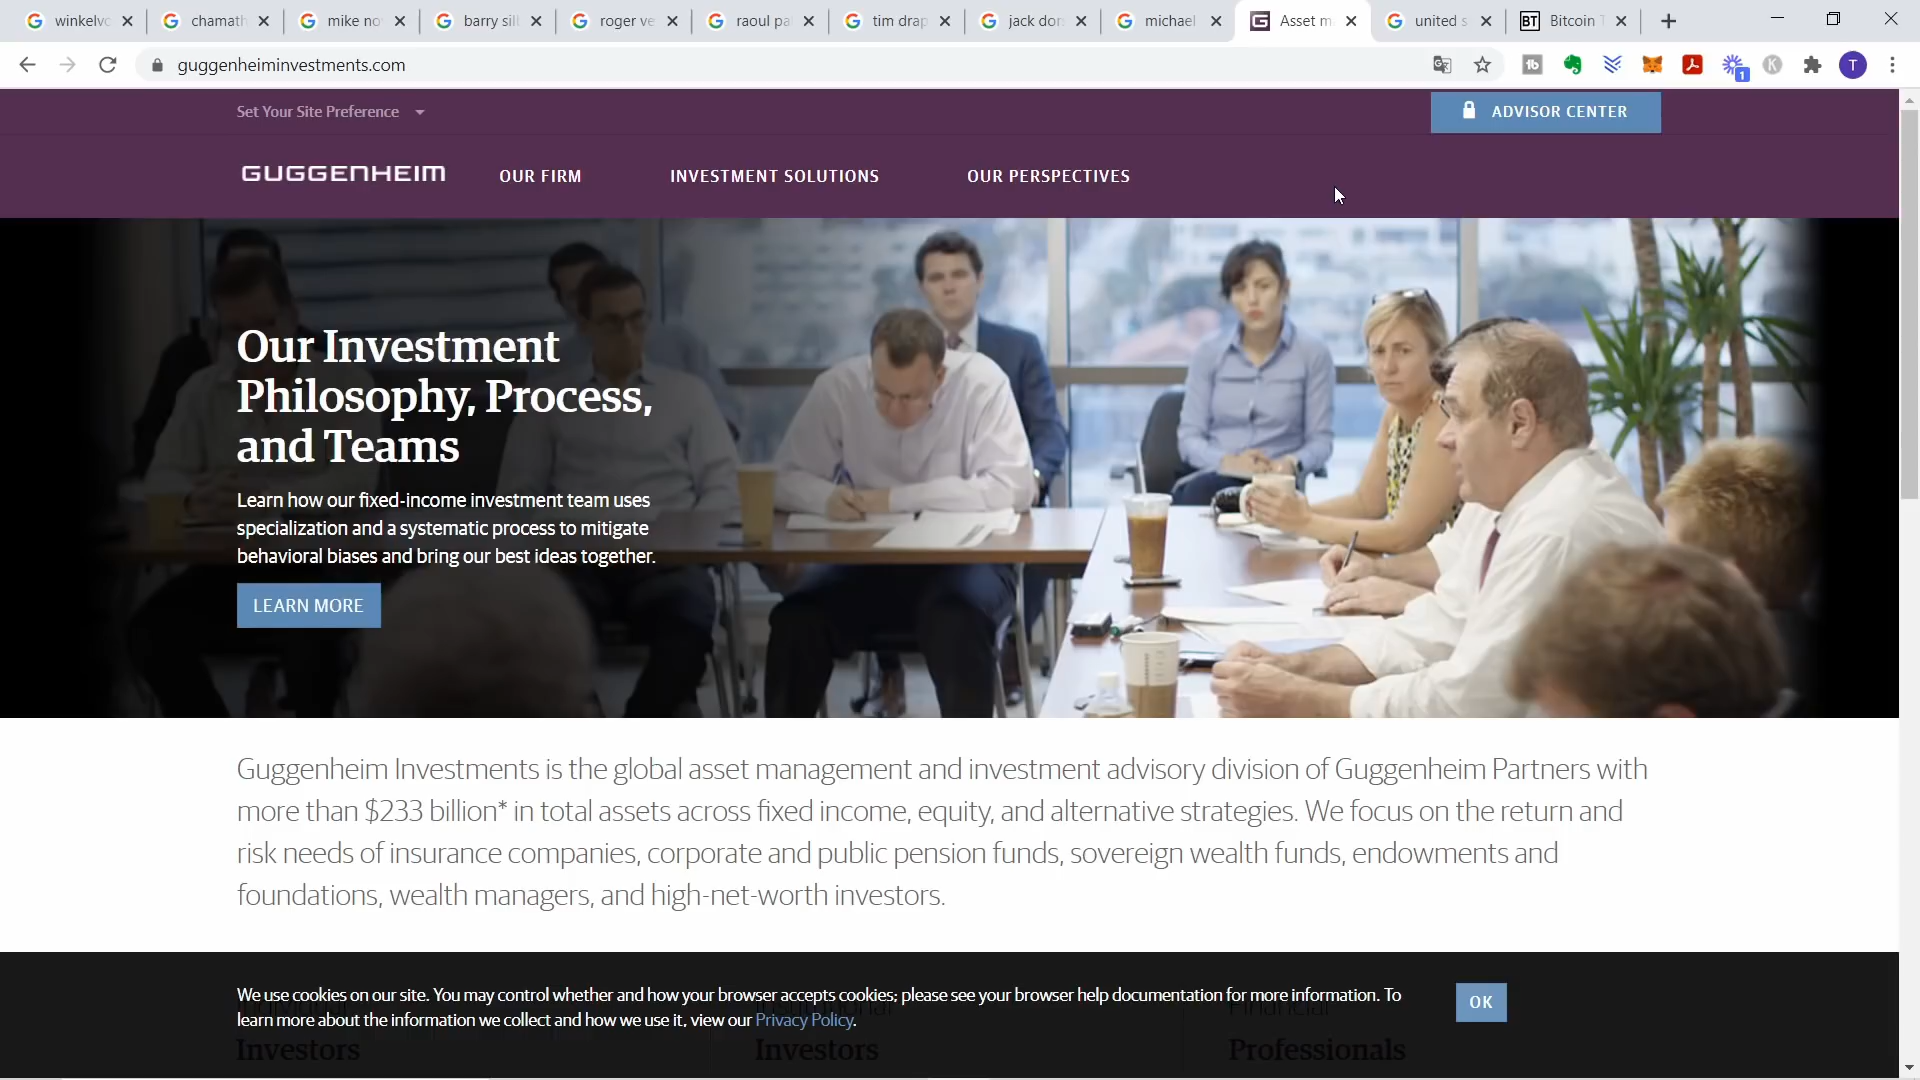 winkelvo chamath mike no barry sil roger ve raoul pa tim drap jack dor michael Asset m united s BT Bitcoin T
guggenheiminvestments.com
1 K T
Set Your Site Preference
ADVISOR CENTER
GUGGENHEIM OUR FIRM INVESTMENT SOLUTIONS OUR PERSPECTIVES
Our Investment
Philosophy, Process,
and Teams
Learn how our fixed-income investment team uses
specialization and a systematic process to mitigate
behavioral biases and bring our best ideas together.
LEARN MORE
Guggenheim Investments is the global asset management and investment advisory division of Guggenheim Partners with
more than $233 billion* in total assets across fixed income, equity, and alternative strategies. We focus on the return and
risk needs of insurance companies, corporate and public pension funds, sovereign wealth funds, endowments and
foundations, wealth managers, and high-net-worth investors.
We use cookies on our site. You may control whether and how your browser accepts cookies; please see your browser help documentation for more information. To
learn more about the information we collect and how we use it, view our Privacy Policy.
OK
Financial
Investors Investors Professionals